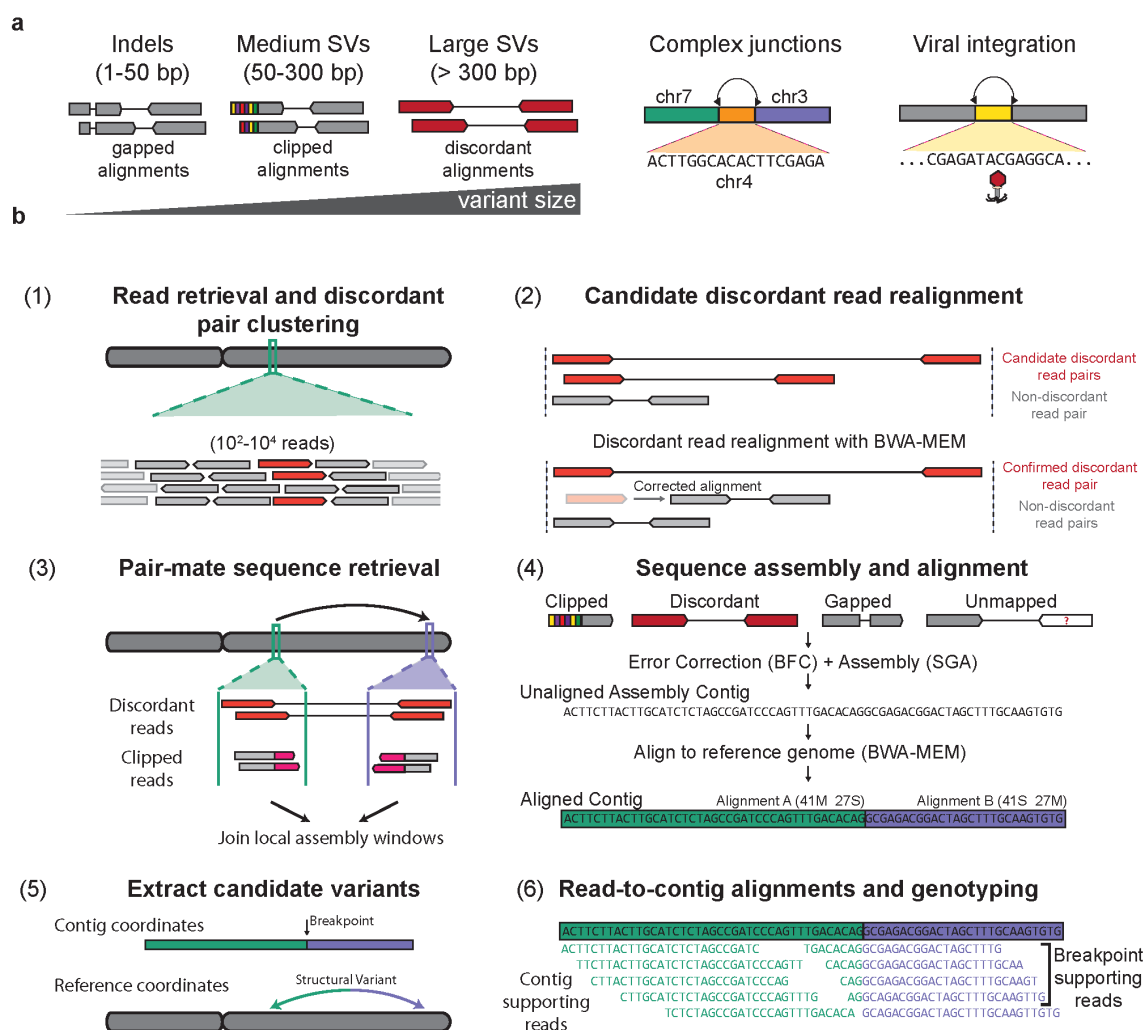 a
Indels
(1-50 bp)
Medium SVs
(50-300 bp)
Large SVs
(> 300 bp)
gapped
alignments
clipped
alignments
discordant
alignments
variant size
Complex junctions
chr7
chr3
ACTTGGCACACTTCGAGA
chr4
Viral integration
...CGAGATACGAGGCA...
b
(1)
Read retrieval and discordant
pair clustering
(10²-10⁴ reads)
(2)
Candidate discordant read realignment
Candidate discordant
read pairs
Non-discordant
read pair
Discordant read realignment with BWA-MEM
Corrected alignment
Confirmed discordant
read pair
Non-discordant
read pairs
(3)
Pair-mate sequence retrieval
Discordant
reads
Clipped
reads
Join local assembly windows
(4)
Sequence assembly and alignment
Clipped
Discordant
Gapped
Unmapped
?
Error Correction (BFC) + Assembly (SGA)
Unaligned Assembly Contig
ACTTCTTACTTGCATCTCTAGCCGATCCCAGTTTGACACAGGCGAGACGGACTAGCTTTGCAAGTGTG
Align to reference genome (BWA-MEM)
Aligned Contig
Alignment A (41M 27S)
Alignment B (41S 27M)
ACTTCTTACTTGCATCTCTAGCCGATCCCAGTTTGACACAGGCGAGACGGACTAGCTTTGCAAGTGTG
(5)
Extract candidate variants
Contig coordinates
Breakpoint
Reference coordinates
Structural Variant
(6)
Read-to-contig alignments and genotyping
ACTTCTTACTTGCATCTCTAGCCGATCCCAGTTTGACACAGGCGAGACGGACTAGCTTTGCAAGTGTG
ACTTCTTACTTGCATCTCTAGCCGATC TGACACAGGCGAGACGGACTAGCTTTG
TTCTTACTTGCATCTCTAGCCGATCCCAGTT CACAGGCGAGACGGACTAGCTTTGCAA
CTTACTTGCATCTCTAGCCGATCCCAG CAGGCGAGACGGACTAGCTTTGCAAGT
CTTGCATCTCTAGCCGATCCCAGTTTG AGGCAGACGGACTAGCTTTGCAAGTTG
TCTCTAGCCGATCCCAGTTTGACACA GCAGACGGACTAGCTTTGCAAGTTGTG
Contig
supporting
reads
Breakpoint
supporting
reads